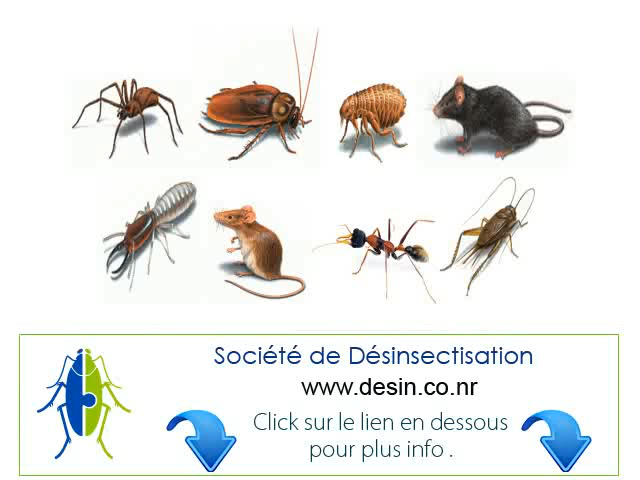 Société de Désinsectisation
www.desin.co.nr
Click sur le lien en dessous
pour plus info .